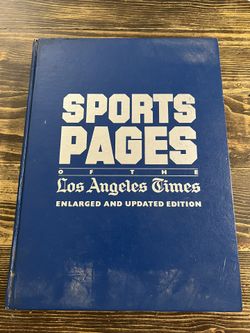 SPORTS
PAGES
OF THE
Los Angeles Times
ENLARGED AND UPDATED EDITION